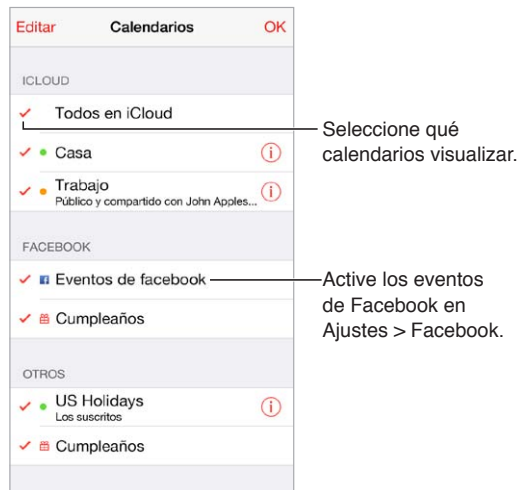 Editar Calendarios OK
ICLOUD
Todos en iCloud
Casa
Trabajo
Público y compartido con John Apples...
FACEBOOK
Eventos de facebook
Cumpleaños
OTROS
US Holidays
Los suscritos
Cumpleaños
Seleccione qué
calendarios visualizar.
Active los eventos
de Facebook en
Ajustes > Facebook.